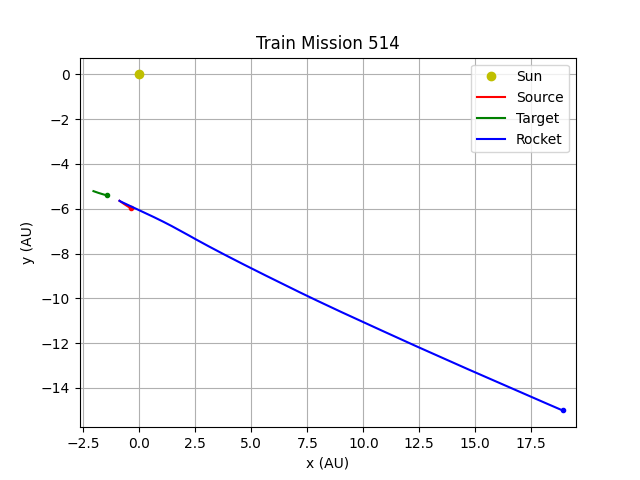 Train Mission 514
Sun
Source
Target
Rocket
0
−2
−4
−6
−8
−10
−12
−14
y (AU)
−2.5 0.0 2.5 5.0 7.5 10.0 12.5 15.0 17.5
x (AU)